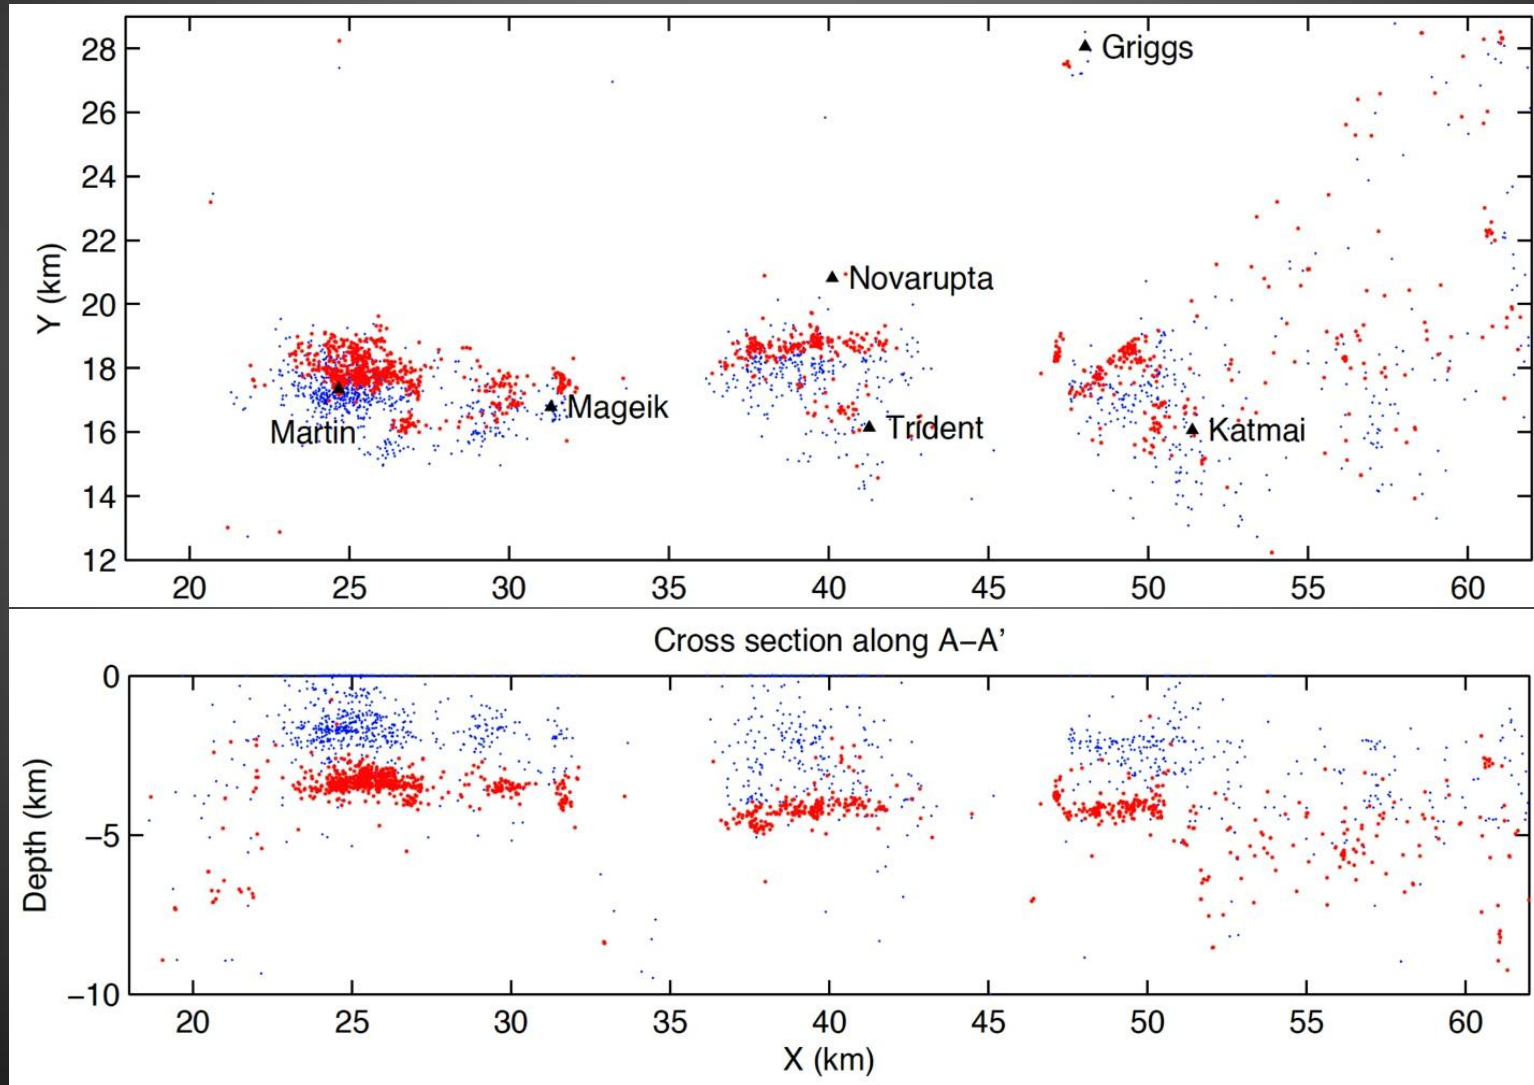 28
26
24
22
20
18
16
14
12
Y (km)
Griggs
Novarupta
Mageik
Martin
Trident
Katmai
20 25 30 35 40 45 50 55 60
Cross section along A–A’
0
−5
−10
Depth (km)
20 25 30 35 40 45 50 55 60
X (km)